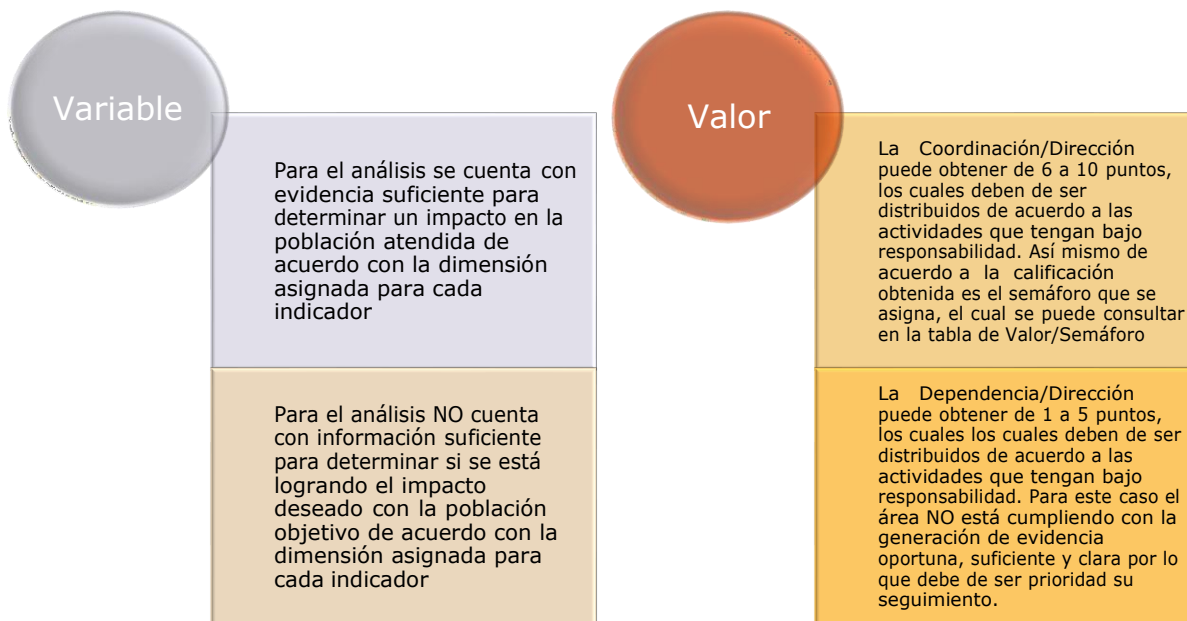 Variable
Para el análisis se cuenta con
evidencia suficiente para
determinar un impacto en la
población atendida de
acuerdo con la dimensión
asignada para cada
indicador
Para el análisis NO cuenta
con información suficiente
para determinar si se está
logrando el impacto
deseado con la población
objetivo de acuerdo con la
dimensión asignada para
cada indicador
Valor
La Coordinación/Dirección
puede obtener de 6 a 10 puntos,
los cuales deben de ser
distribuidos de acuerdo a las
actividades que tengan bajo
responsabilidad. Así mismo de
acuerdo a la calificación
obtenida es el semáforo que se
asigna, el cual se puede consultar
en la tabla de Valor/Semáforo
La Dependencia/Dirección
puede obtener de 1 a 5 puntos,
los cuales los cuales deben de ser
distribuidos de acuerdo a las
actividades que tengan bajo
responsabilidad. Para este caso el
área NO está cumpliendo con la
generación de evidencia
oportuna, suficiente y clara por lo
que debe de ser prioridad su
seguimiento.